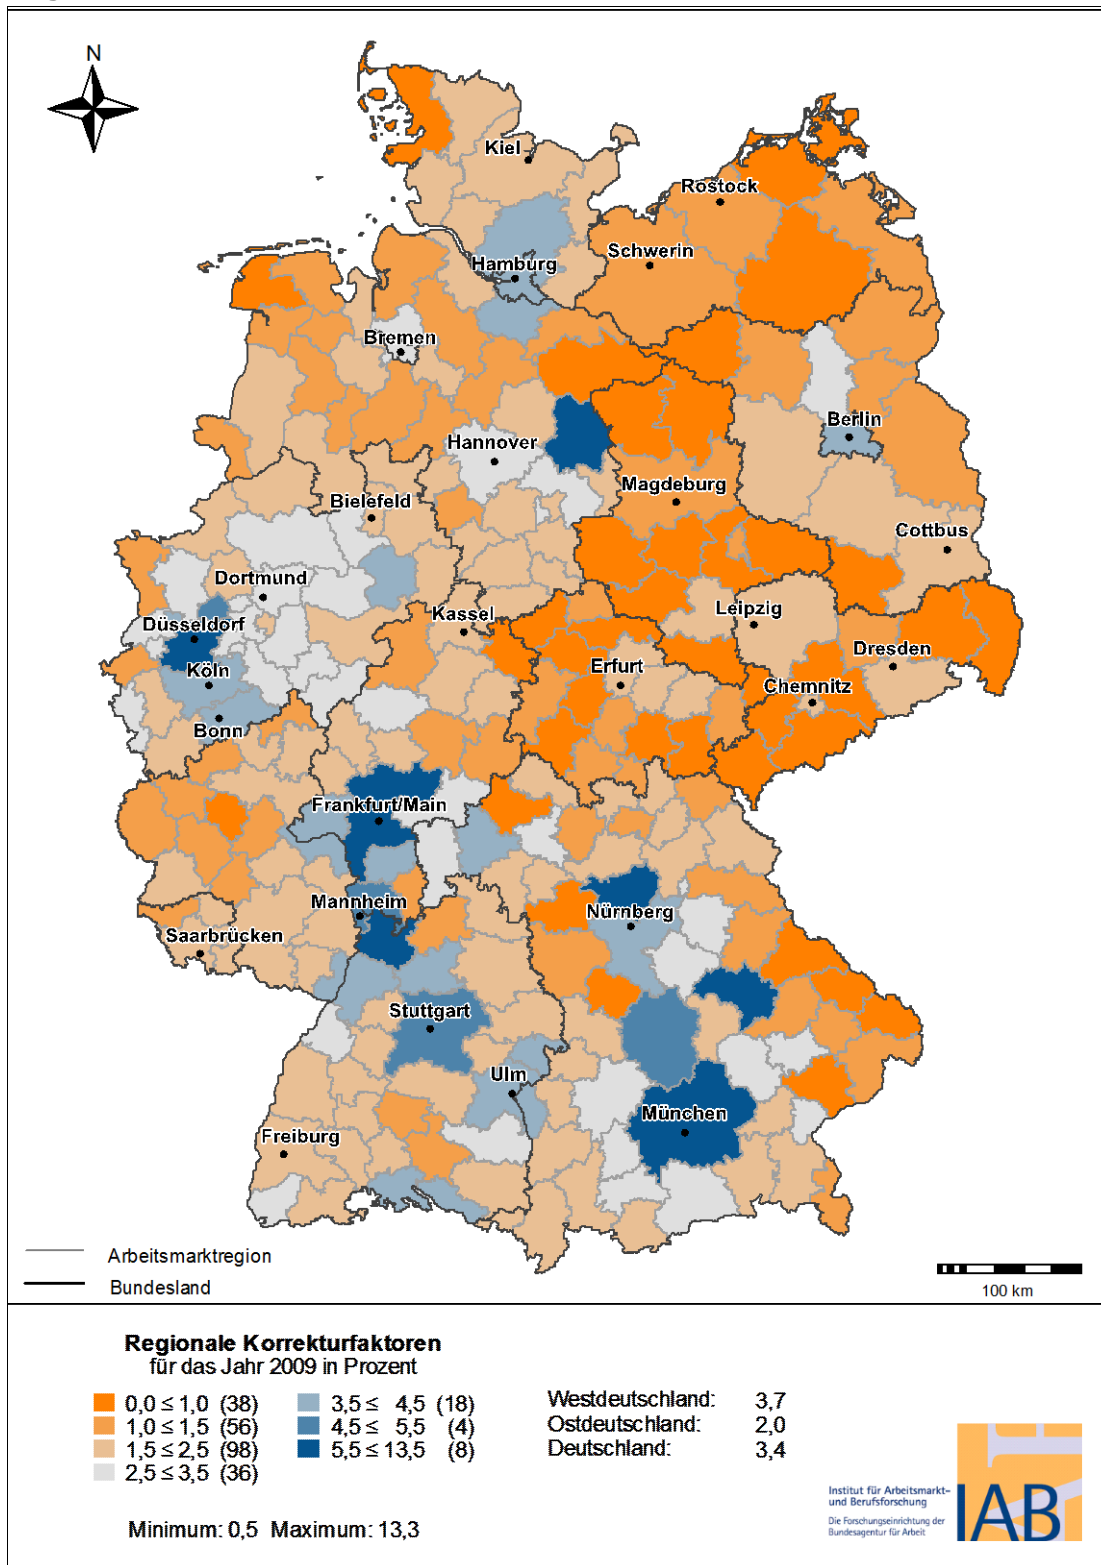 N
Kiel
Rostock
Schwerin
Hamburg
Bremen
Berlin
Hannover
Magdeburg
Bielefeld
Cottbus
Dortmund
Leipzig
Kassel
Düsseldorf
Dresden
Erfurt
Köln
Chemnitz
Bonn
Frankfurt/Main
Mannheim
Nürnberg
Saarbrücken
Stuttgart
Ulm
München
Freiburg
Arbeitsmarktregion
Bundesland
100 km
Regionale Korrekturfaktoren
für das Jahr 2009 in Prozent
0,0 ≤ 1,0 (38)
1,0 ≤ 1,5 (56)
1,5 ≤ 2,5 (98)
2,5 ≤ 3,5 (36)
3,5 ≤ 4,5 (18)
4,5 ≤ 5,5 (4)
5,5 ≤ 13,5 (8)
Westdeutschland: 3,7
Ostdeutschland: 2,0
Deutschland: 3,4
Minimum: 0,5 Maximum: 13,3
Institut für Arbeitsmarkt-
und Berufsforschung
Die Forschungseinrichtung der
Bundesagentur für Arbeit
IAB